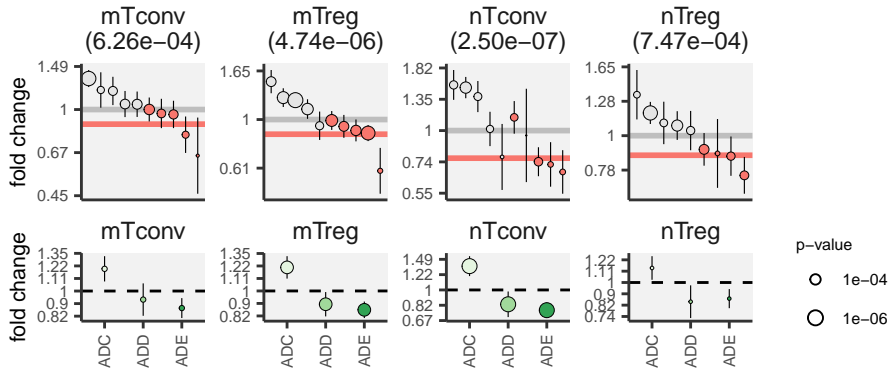 mTconv
(6.26e−04)
mTreg
(4.74e−06)
nTconv
(2.50e−07)
nTreg
(7.47e−04)
fold change
1.49
1
0.67
0.45
1.65
1
0.61
1.82
1.35
1
0.74
0.55
1.65
1.28
1
0.78
mTconv
mTreg
nTconv
nTreg
fold change
1.35
1.22
1.11
1
0.9
0.82
1.35
1.22
1.11
1
0.9
0.82
1.49
1.22
1
0.82
0.67
1.22
1.11
1
0.9
0.82
0.74
ADC
ADD
ADE
ADC
ADD
ADE
ADC
ADD
ADE
ADC
ADD
ADE
p−value
1e−04
1e−06